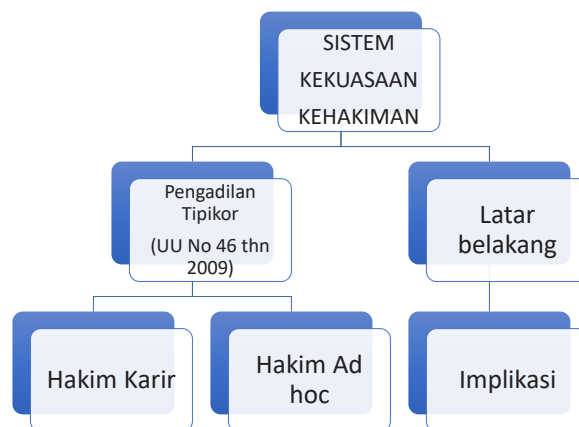 SISTEM
KEKUASAAN
KEHAKIMAN
Pengadilan
Tipikor
(UU No 46 thn
2009)
Latar
belakang
Hakim Karir
Hakim Ad
hoc
Implikasi